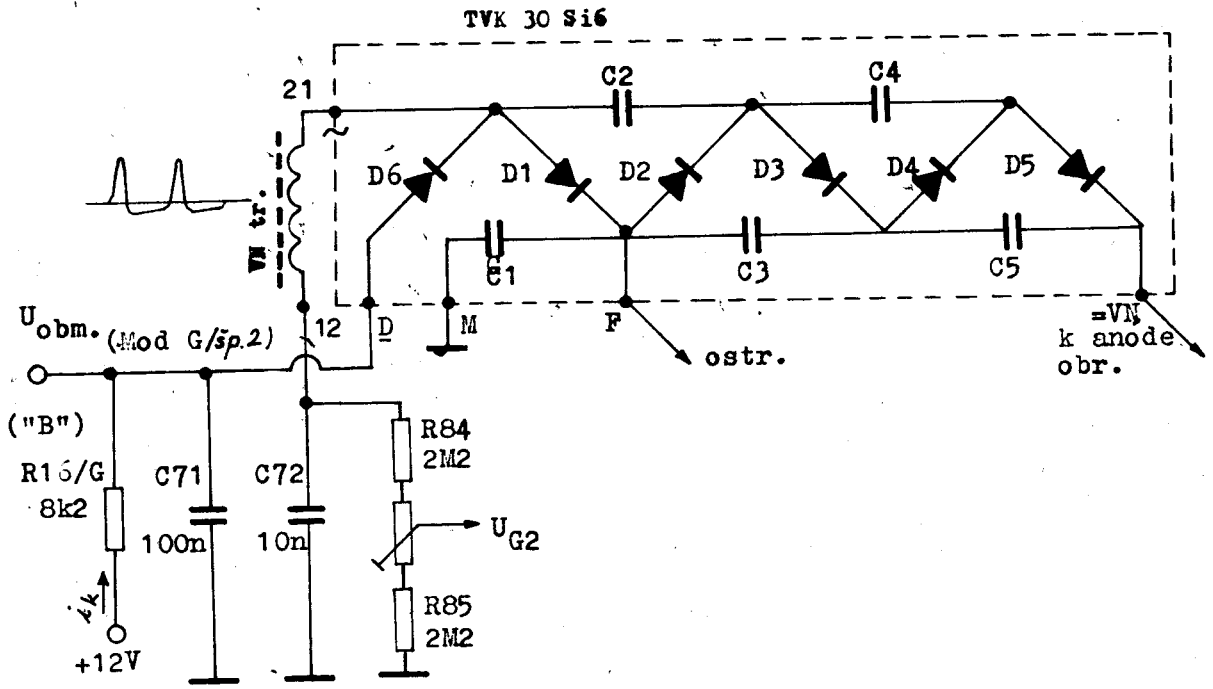 TVK 30 Si6
21
C2
C4
D6
D1
D2
D3
D4
D5
VN tr.
C1
C3
C5
12
D
M
F
=VN
k anode
obr.
ostr.
Uobm. (Mod G/šp.2)
("B")
R16/G
8k2
C71
100n
C72
10n
R84
2M2
UG2
R85
2M2
ik
+12V